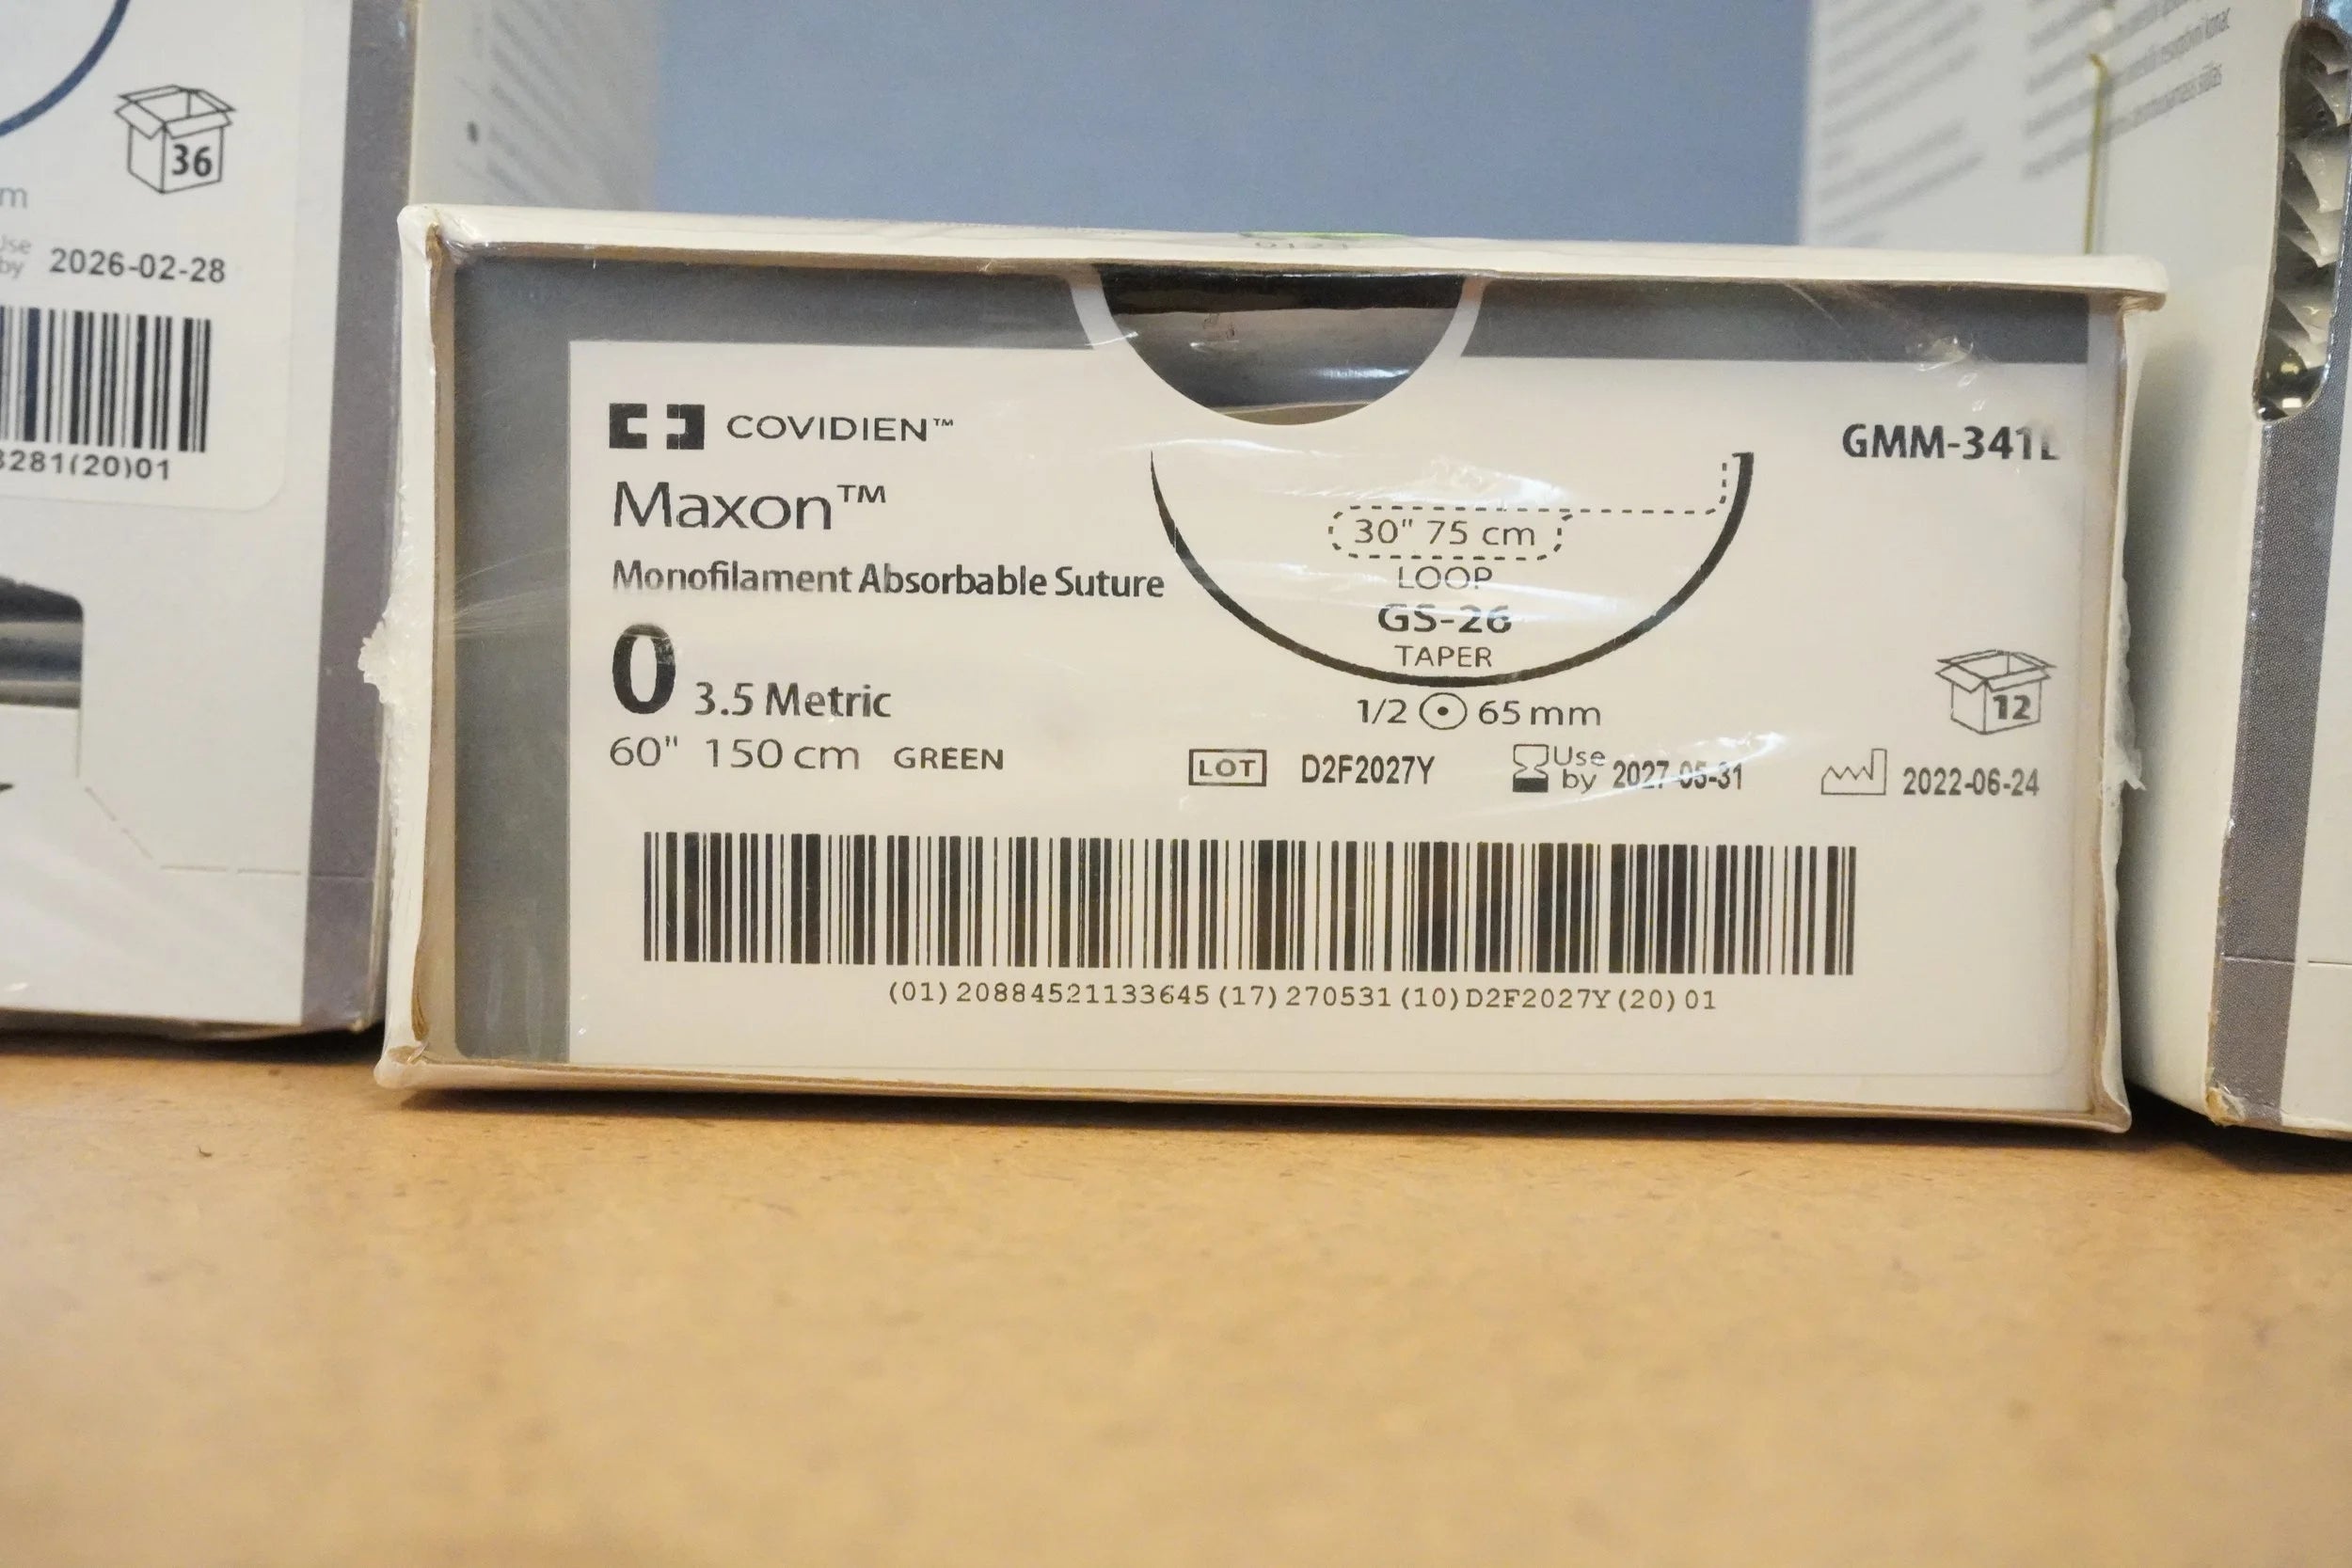 36
Use
by 2026-02-28
3281(20)01
COVIDIEN™
GMM-341L
Maxon™
30" 75 cm
Monofilament Absorbable Suture
LOOP
GS-26
TAPER
0 3.5 Metric
1/2 65 mm
12
60" 150 cm GREEN
LOT D2F2027Y
Use
by 2027-05-31
2022-06-24
(01)20884521133645(17)270531(10)D2F2027Y(20)01